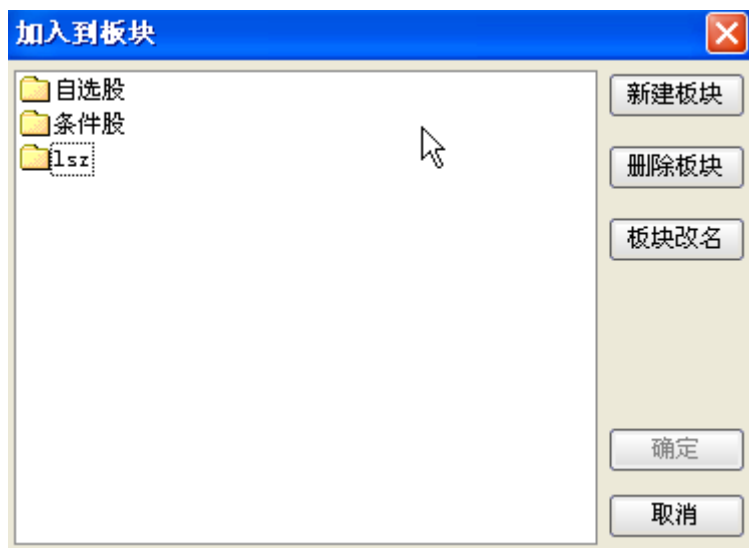 加入到板块
自选股
条件股
lsz
新建板块
删除板块
板块改名
确定
取消